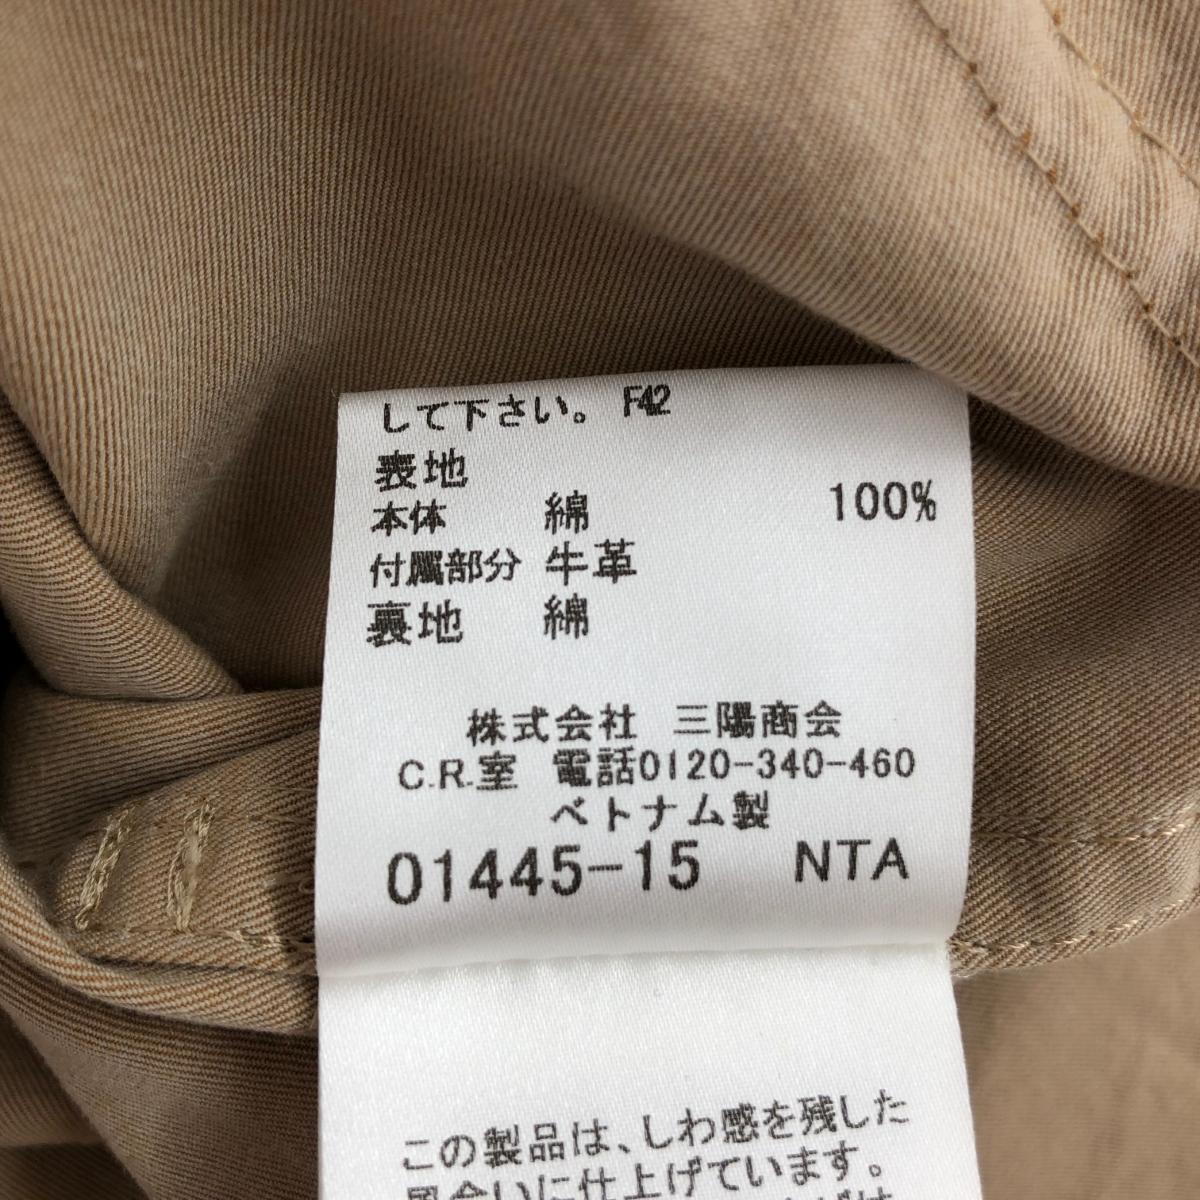 して下さい。 F42
表地
本体 綿 100%
付属部分 牛革
裏地 綿
株式会社 三陽商会
C.R.室 電話0120-340-460
ベトナム製
01445-15 NTA
この製品は、しわ感を残した
風合いに仕上げています。